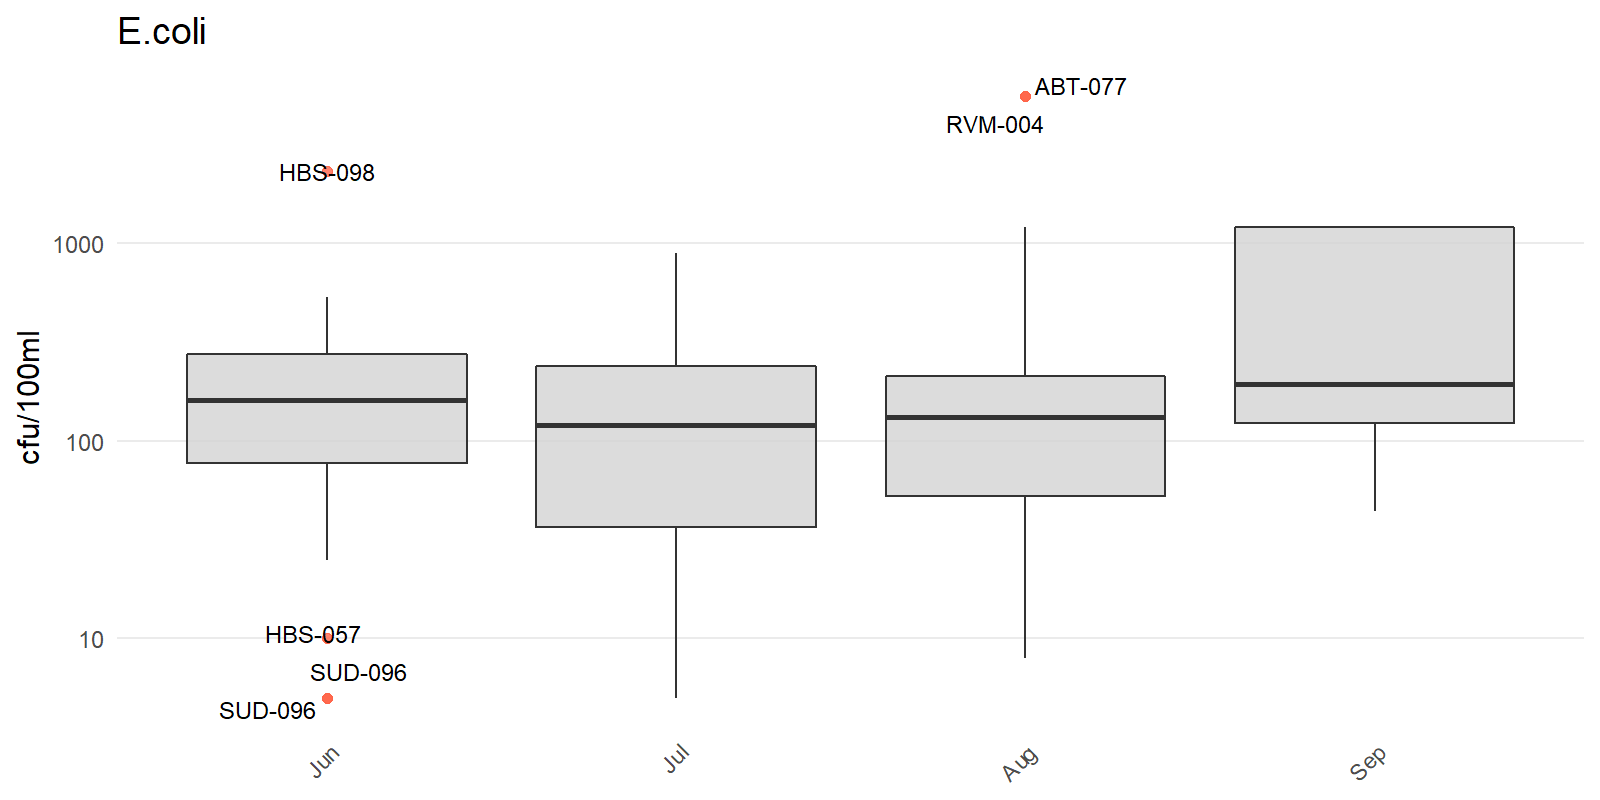 E.coli
ABT-077
RVM-004
HBS-098
1000
cfu/100ml
100
10
HBS-057
SUD-096
SUD-096
Jun
Jul
Aug
Sep